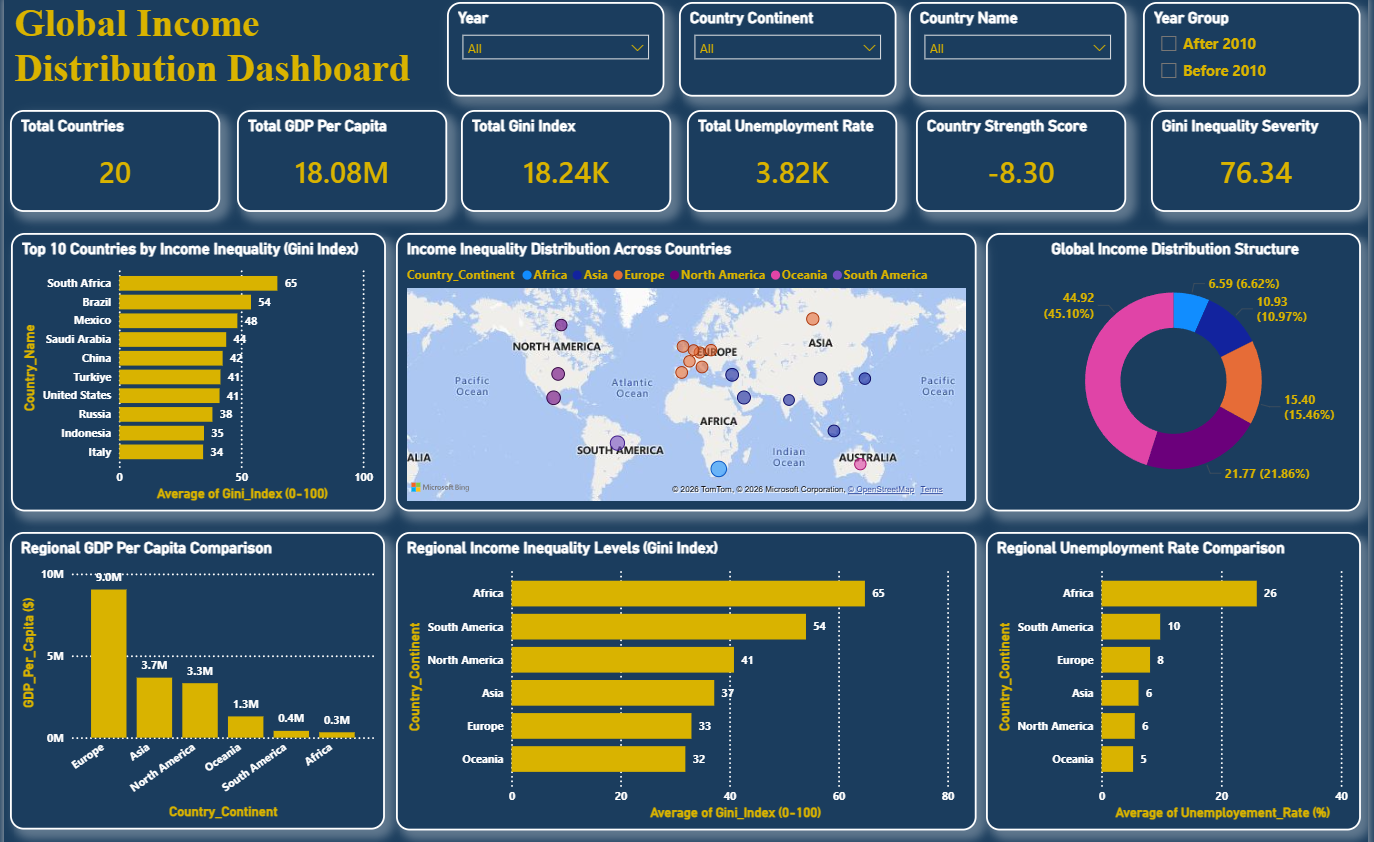 Global Income
Distribution Dashboard
Year
All
Country Continent
All
Country Name
All
Year Group
After 2010
Before 2010
Total Countries
20
Total GDP Per Capita
18.08M
Total Gini Index
18.24K
Total Unemployment Rate
3.82K
Country Strength Score
-8.30
Gini Inequality Severity
76.34
Top 10 Countries by Income Inequality (Gini Index)
Country_Name
South Africa 65
Brazil 54
Mexico 48
Saudi Arabia 44
China 42
Turkiye 41
United States 41
Russia 38
Indonesia 35
Italy 34
0 50 100
Average of Gini_Index (0-100)
Income Inequality Distribution Across Countries
Country_Continent Africa Asia Europe North America Oceania South America
NORTH AMERICA
EUROPE
ASIA
Pacific
Ocean
Atlantic
Ocean
Pacific
Ocean
AFRICA
SOUTH AMERICA
Indian
Ocean
ALIA
AUSTRALIA
Microsoft Bing
© 2026 TomTom, © 2026 Microsoft Corporation, © OpenStreetMap Terms
Global Income Distribution Structure
6.59 (6.62%)
10.93
(10.97%)
15.40
(15.46%)
21.77 (21.86%)
44.92
(45.10%)
Regional GDP Per Capita Comparison
GDP_Per_Capita ($)
10M
5M
0M
9.0M
3.7M
3.3M
1.3M
0.4M
0.3M
Europe
Asia
North America
Oceania
South America
Africa
Country_Continent
Regional Income Inequality Levels (Gini Index)
Country_Continent
Africa 65
South America 54
North America 41
Asia 37
Europe 33
Oceania 32
0 20 40 60 80
Average of Gini_Index (0-100)
Regional Unemployment Rate Comparison
Country_Continent
Africa 26
South America 10
Europe 8
Asia 6
North America 6
Oceania 5
0 20 40
Average of Unemployement_Rate (%)